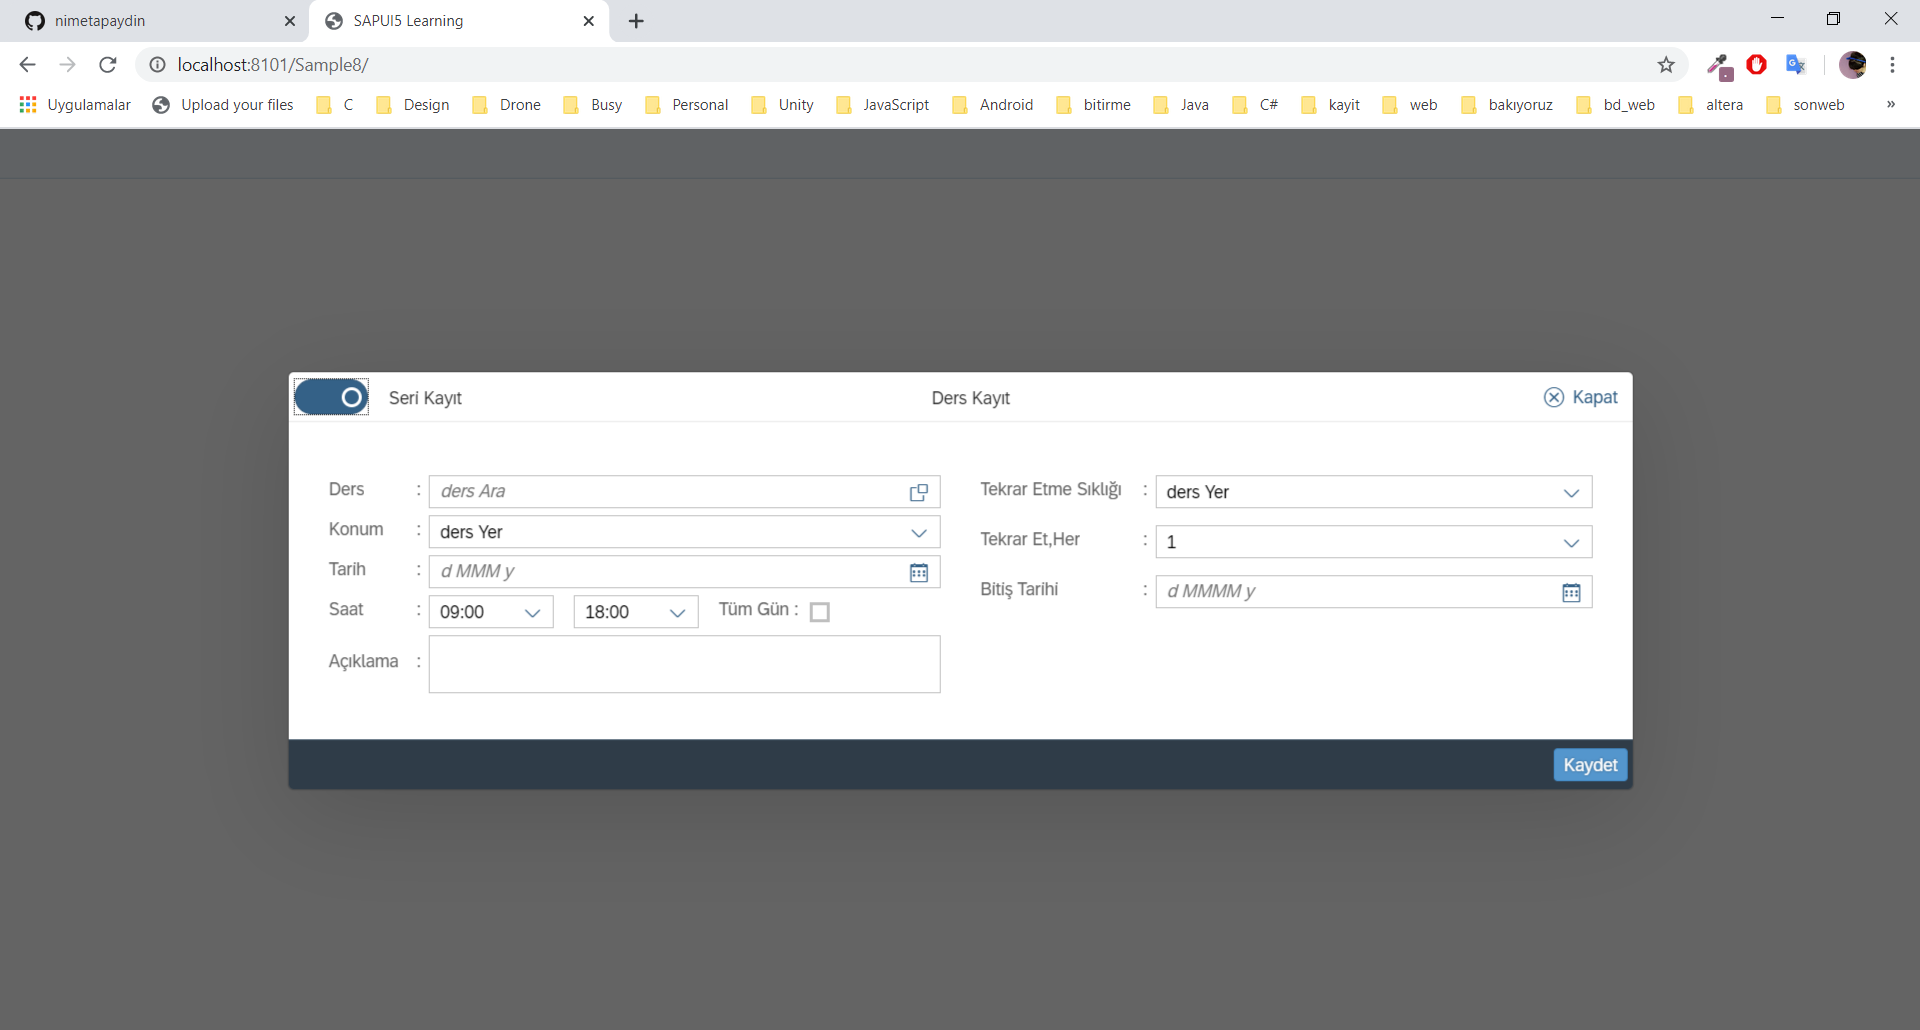 nimetapaydin
SAPUI5 Learning
localhost:8101/Sample8/
Uygulamalar Upload your files C Design Drone Busy Personal Unity JavaScript Android bitirme Java C# kayit web bakıyoruz bd_web altera sonweb »
Seri Kayıt
Ders Kayıt
Kapat
Ders : ders Ara
Konum : ders Yer
Tarih : d MMM y
Saat : 09:00 18:00 Tüm Gün :
Açıklama :
Tekrar Etme Sıklığı : ders Yer
Tekrar Et,Her : 1
Bitiş Tarihi : d MMMM y
Kaydet